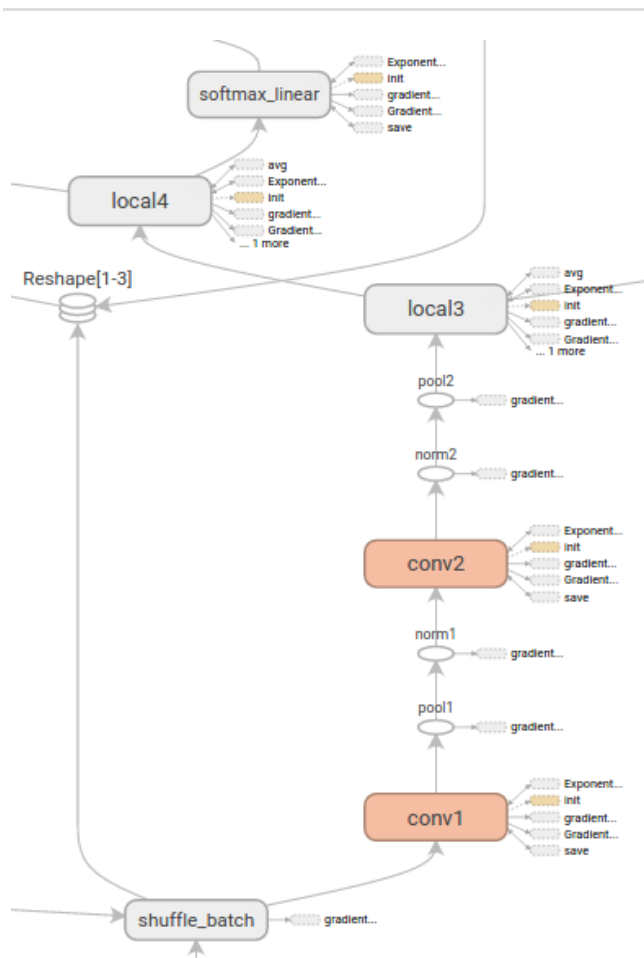 Exponent...
init
softmax_linear
gradient...
Gradient...
save
avg
Exponent...
local4
init
gradient...
Gradient...
... 1 more
Reshape[1-3]
avg
Exponent...
local3
init
gradient...
Gradient...
... 1 more
pool2
gradient...
norm2
gradient...
Exponent...
init
conv2
gradient...
Gradient...
save
norm1
gradient...
pool1
gradient...
Exponent...
init
conv1
gradient...
Gradient...
save
shuffle_batch
gradient...